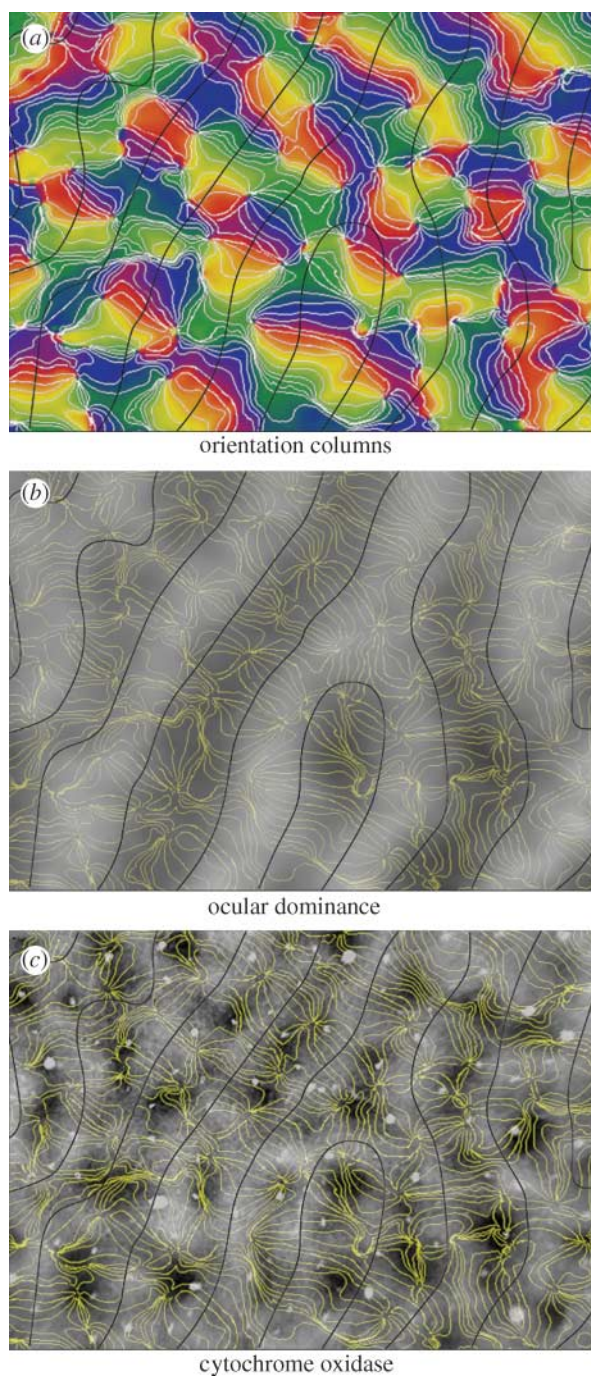 (a)
orientation columns
(b)
ocular dominance
(c)
cytochrome oxidase